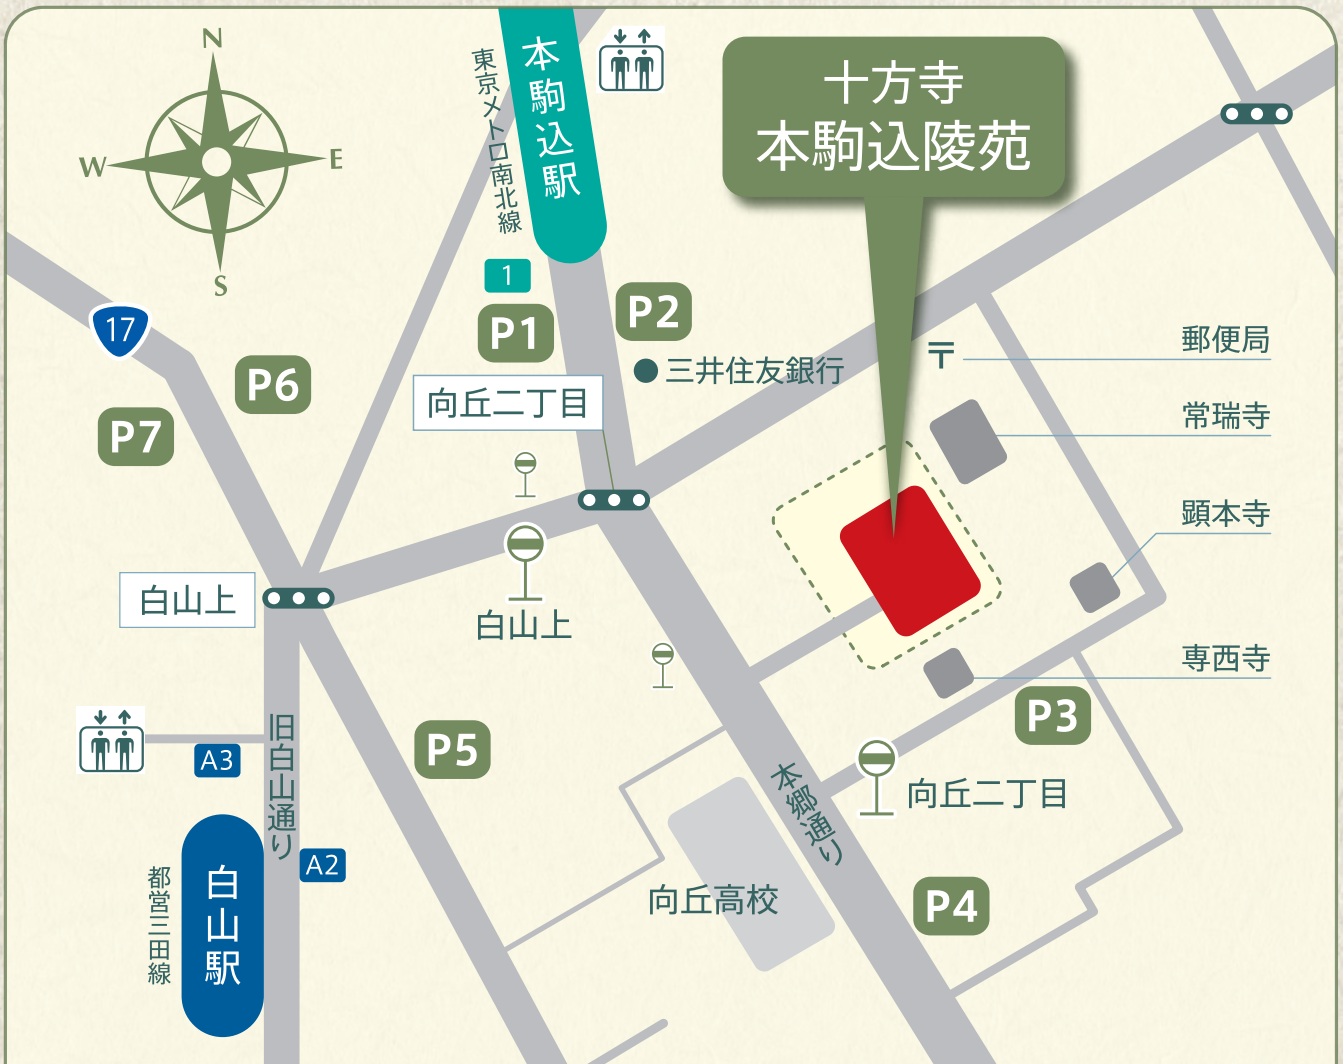 N
W
E
S
東京メトロ南北線
本駒込駅
十方寺
本駒込陵苑
1
P1
P2
17
P6
P7
三井住友銀行
〒
郵便局
向丘二丁目
常瑞寺
顕本寺
白山上
白山上
専西寺
P3
A3
旧白山通り
P5
本郷通り
向丘二丁目
A2
都営三田線
白山駅
向丘高校
P4